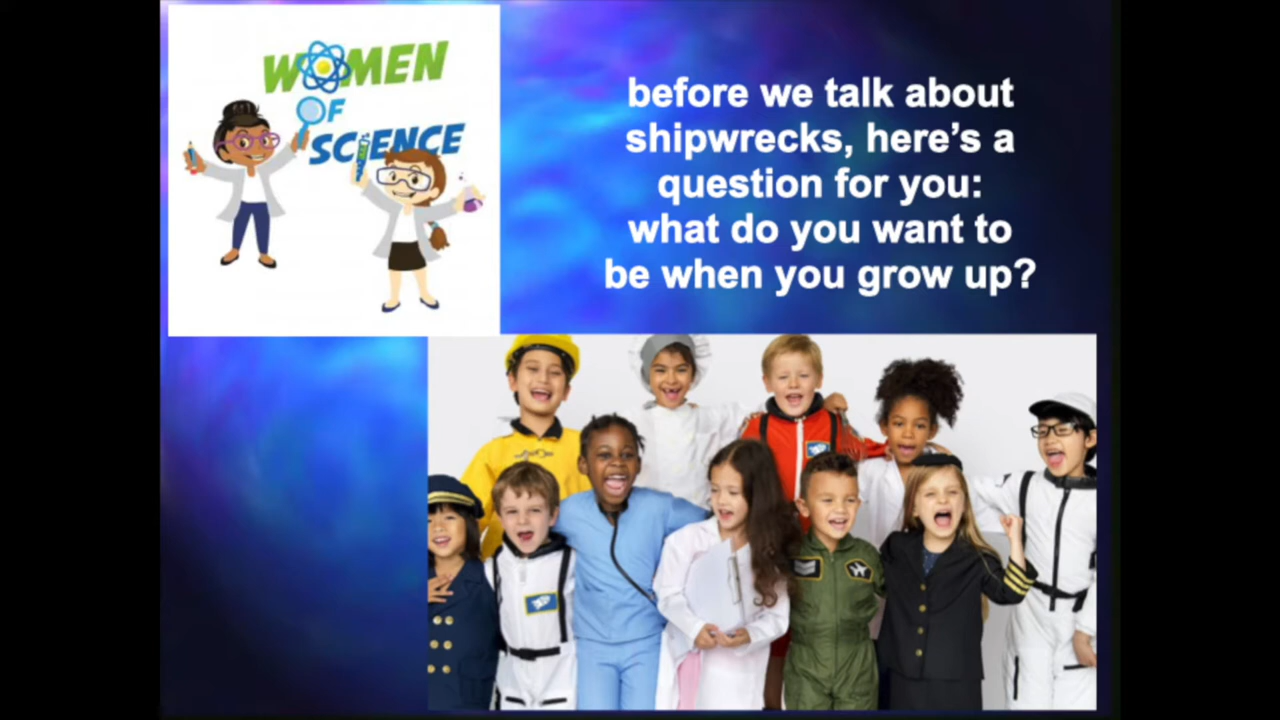 WOMEN
OF
SCIENCE
before we talk about
shipwrecks, here's a
question for you:
what do you want to
be when you grow up?